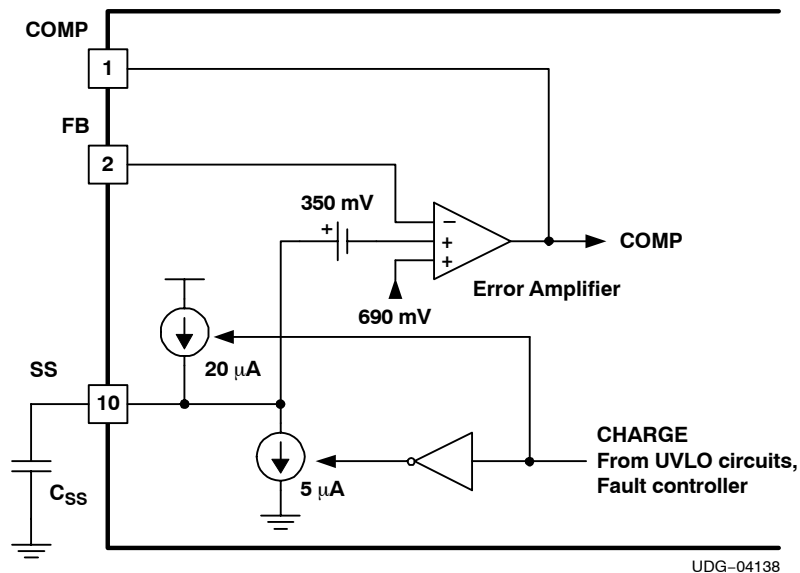 COMP
1
FB
2
350 mV
+
−
+
+
COMP
Error Amplifier
690 mV
20 μA
SS
10
CHARGE
From UVLO circuits,
Fault controller
5 μA
CSS
UDG−04138